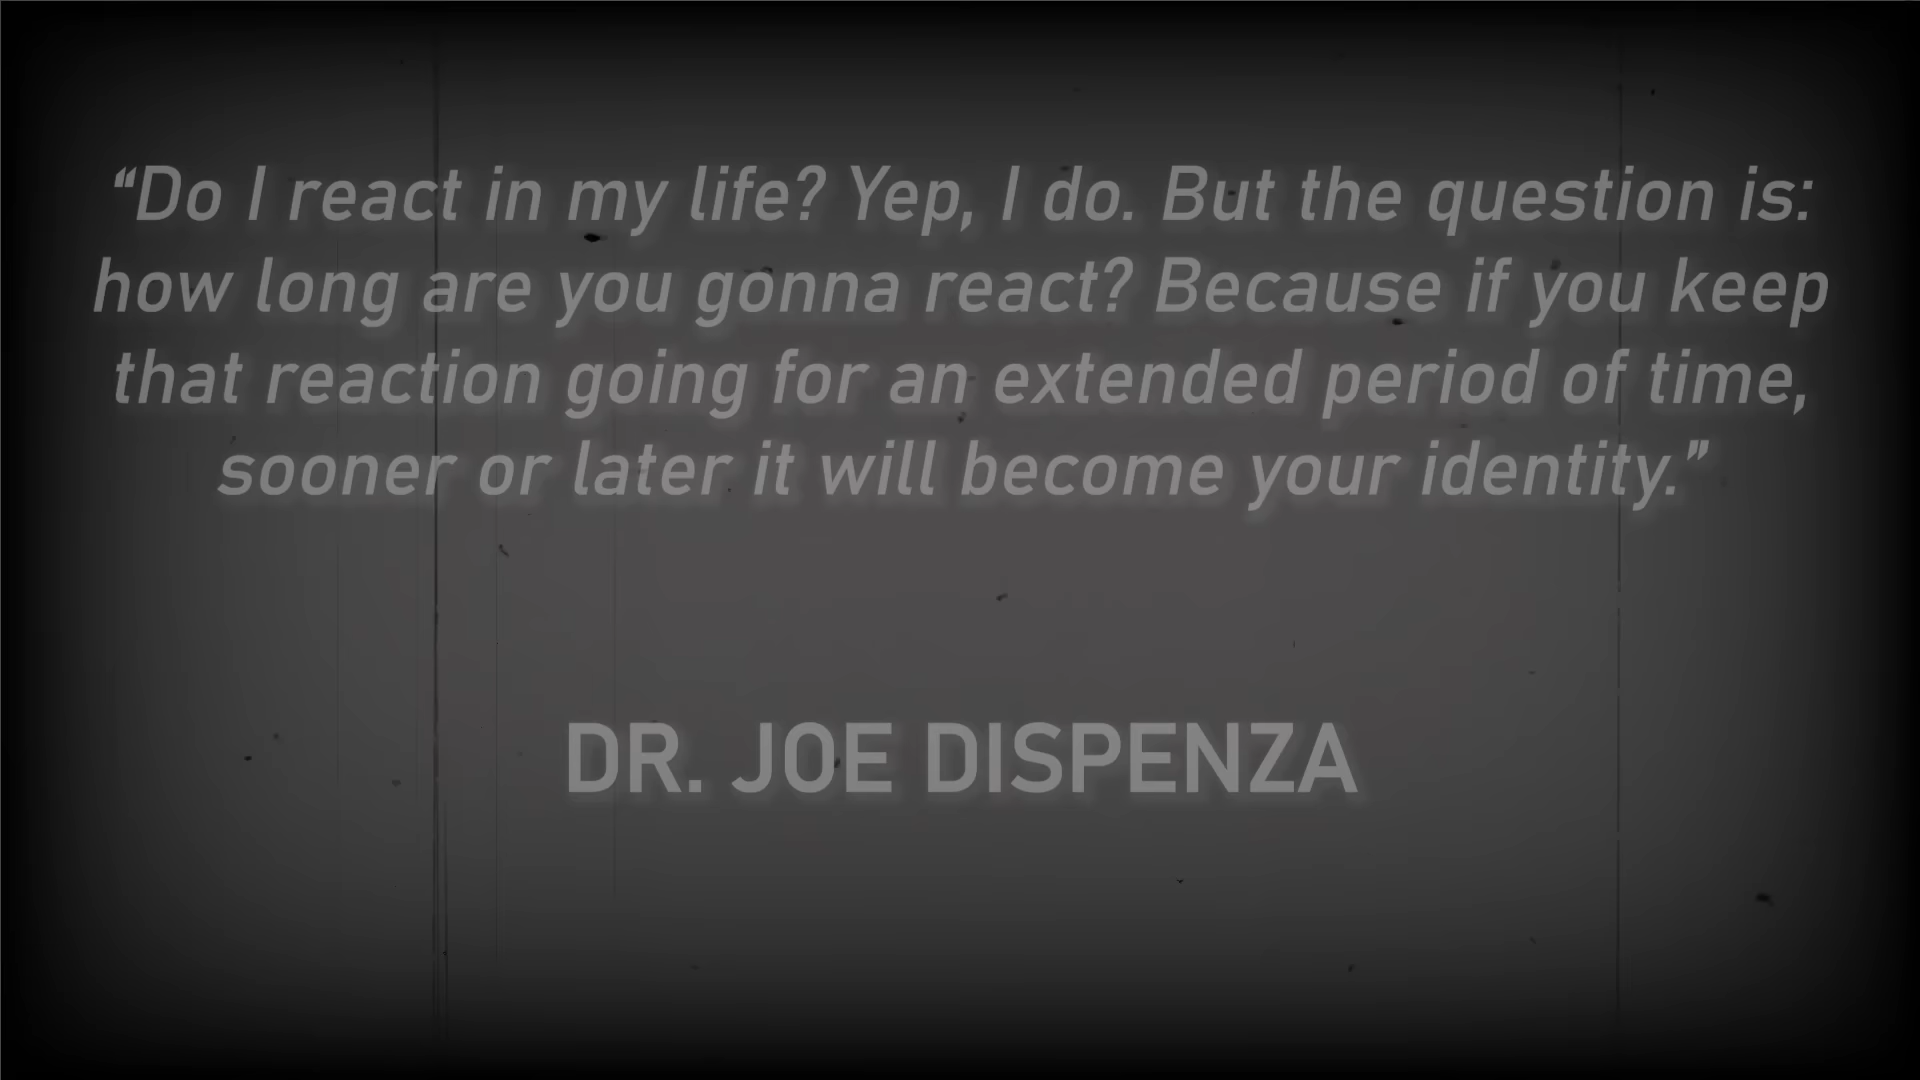 “Do I react in my life? Yep, I do. But the question is:
how long are you gonna react? Because if you keep
that reaction going for an extended period of time,
sooner or later it will become your identity.”
DR. JOE DISPENZA